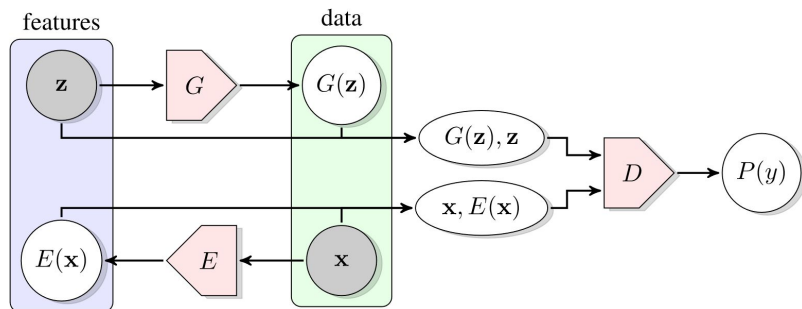 features data
z G G(z)
G(z), z
D P(y)
x, E(x)
E(x) E x